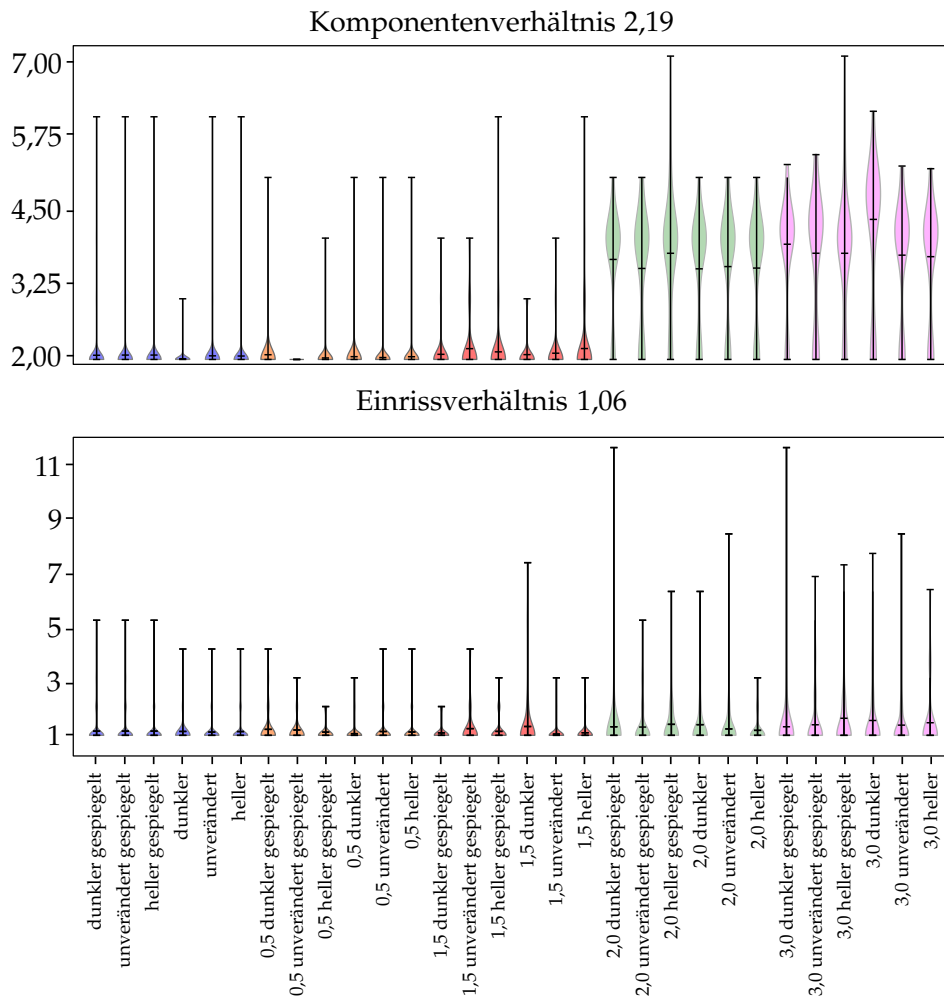 Komponentenverhältnis 2,19
7,00
5,75
4,50
3,25
2,00
Einrissverhältnis 1,06
11
9
7
5
3
1
dunkler gespiegelt
unverändert gespiegelt
heller gespiegelt
dunkler
unverändert
heller
0,5 dunkler gespiegelt
0,5 unverändert gespiegelt
0,5 heller gespiegelt
0,5 dunkler
0,5 unverändert
0,5 heller
1,5 dunkler gespiegelt
1,5 unverändert gespiegelt
1,5 heller gespiegelt
1,5 dunkler
1,5 unverändert
1,5 heller
2,0 dunkler gespiegelt
2,0 unverändert gespiegelt
2,0 heller gespiegelt
2,0 dunkler
2,0 unverändert
2,0 heller
3,0 dunkler gespiegelt
3,0 unverändert gespiegelt
3,0 heller gespiegelt
3,0 dunkler
3,0 unverändert
3,0 heller